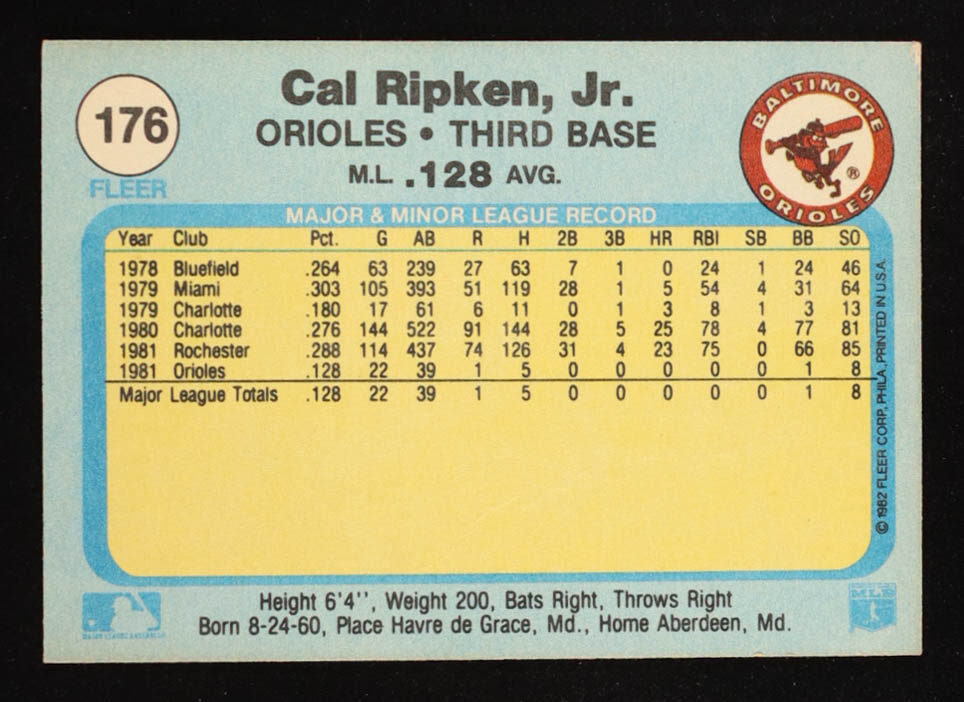 176
FLEER
Cal Ripken, Jr.
ORIOLES • THIRD BASE
M.L. .128 AVG.
BALTIMORE
ORIOLES
®
MAJOR & MINOR LEAGUE RECORD
Year Club Pct. G AB R H 2B 3B HR RBI SB BB SO
1978 Bluefield .264 63 239 27 63 7 1 0 24 1 24 46
1979 Miami .303 105 393 51 119 28 1 5 54 4 31 64
1979 Charlotte .180 17 61 6 11 0 1 3 8 1 3 13
1980 Charlotte .276 144 522 91 144 28 5 25 78 4 77 81
1981 Rochester .288 114 437 74 126 31 4 23 75 0 66 85
1981 Orioles .128 22 39 1 5 0 0 0 0 0 1 8
Major League Totals .128 22 39 1 5 0 0 0 0 0 1 8
© 1982 FLEER CORP., PHILA., PRINTED IN U.S.A.
Height 6'4'', Weight 200, Bats Right, Throws Right
Born 8-24-60, Place Havre de Grace, Md., Home Aberdeen, Md.
MLB